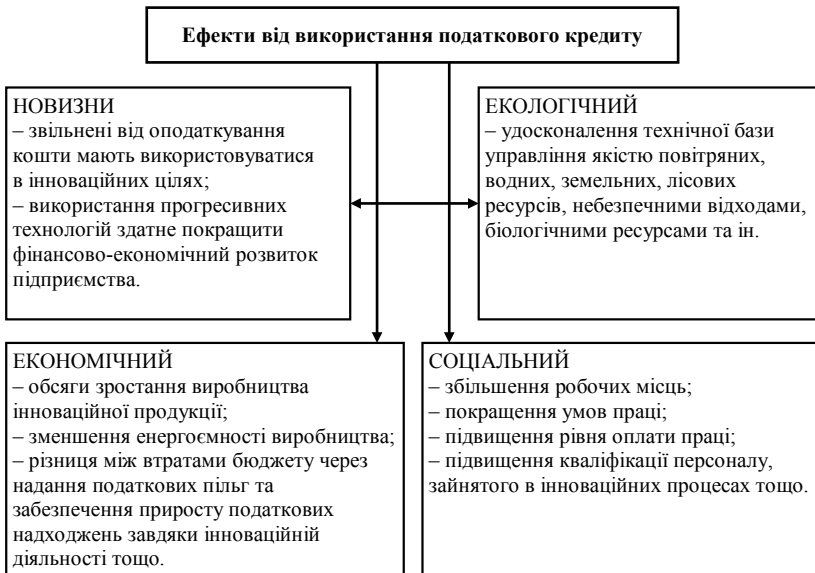 Ефекти від використання податкового кредиту
НОВИЗНИ
– звільнені від оподаткування
кошти мають використовуватися
в інноваційних цілях;
– використання прогресивних
технологій здатне покращити
фінансово-економічний розвиток
підприємства.
ЕКОЛОГІЧНИЙ
– удосконалення технічної бази
управління якістю повітряних,
водних, земельних, лісових
ресурсів, небезпечними відходами,
біологічними ресурсами та ін.
ЕКОНОМІЧНИЙ
– обсяги зростання виробництва
інноваційної продукції;
– зменшення енергоємності виробництва;
– різниця між втратами бюджету через
надання податкових пільг та
забезпечення приросту податкових
надходжень завдяки інноваційній
діяльності тощо.
СОЦІАЛЬНИЙ
– збільшення робочих місць;
– покращення умов праці;
– підвищення рівня оплати праці;
– підвищення кваліфікації персоналу,
зайнятого в інноваційних процесах тощо.